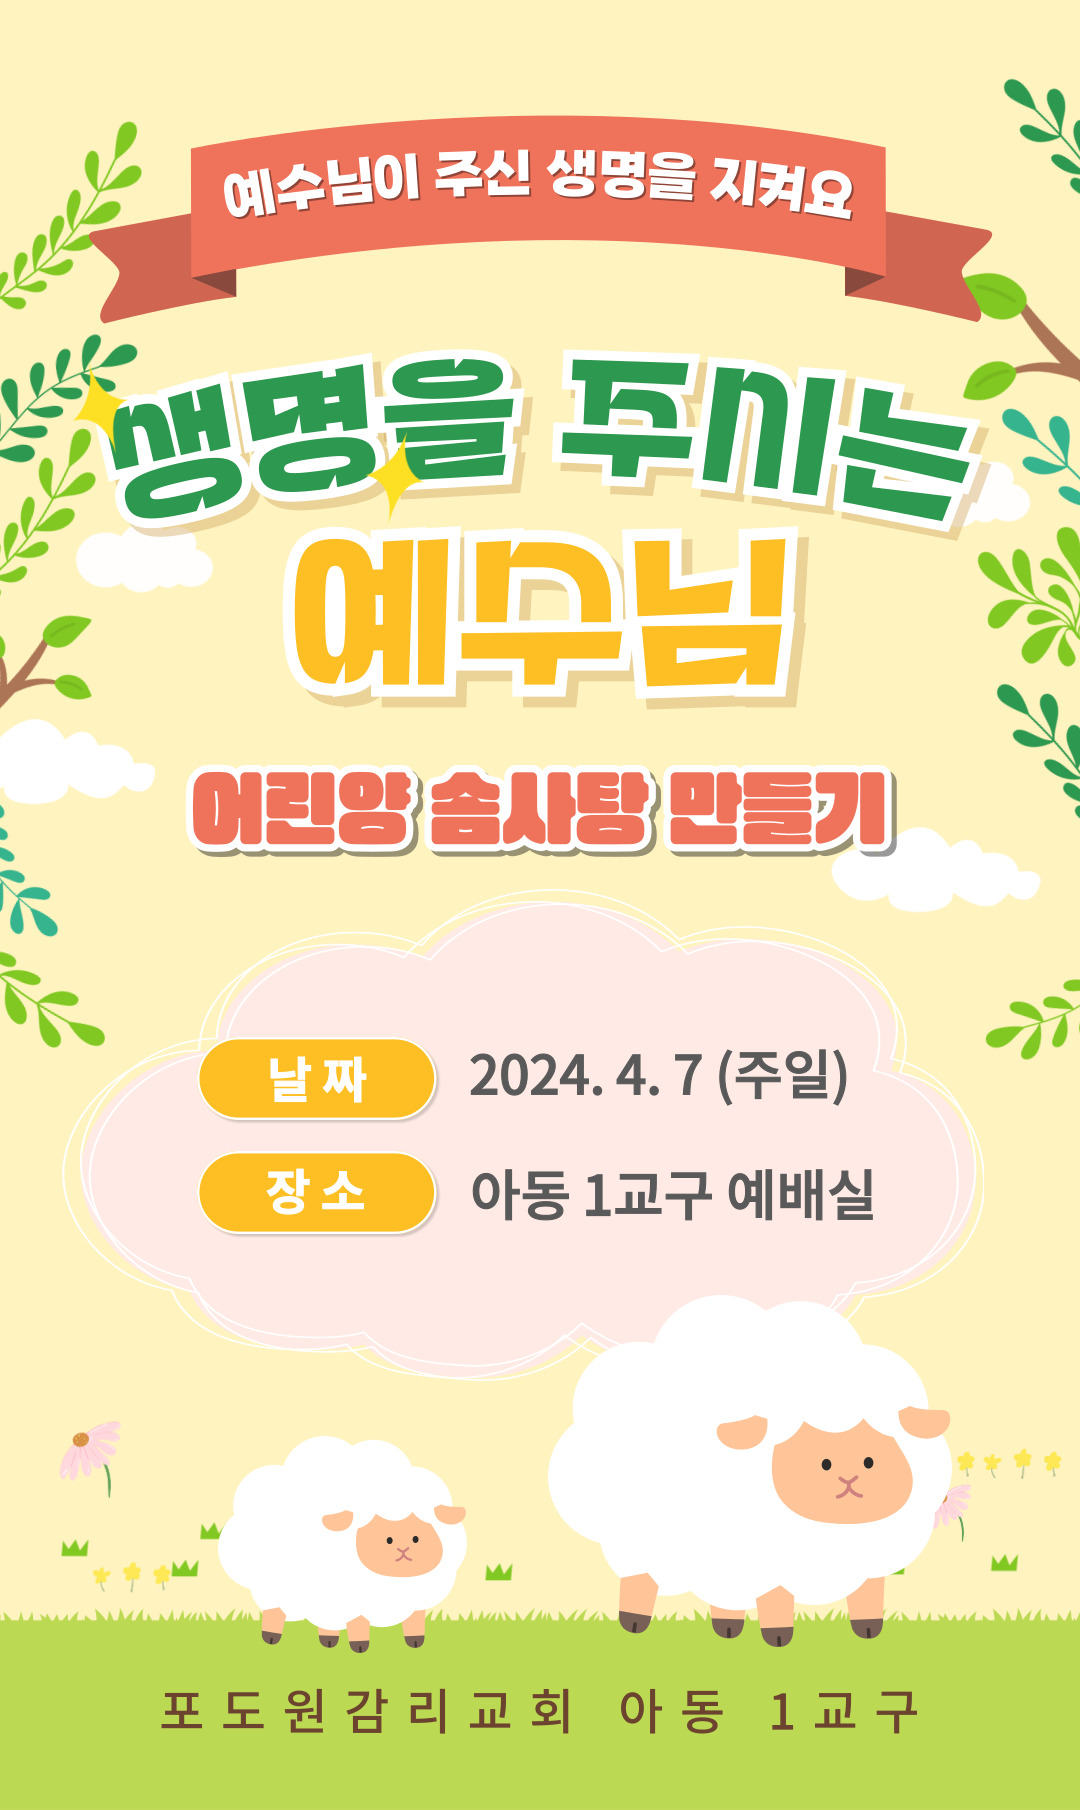 예수님이 주신 생명을 지켜요
생명을 주시는
예수님
어린양 솜사탕 만들기
날짜 2024. 4. 7 (주일)
장소 아동 1교구 예배실
포도원감리교회 아동 1교구